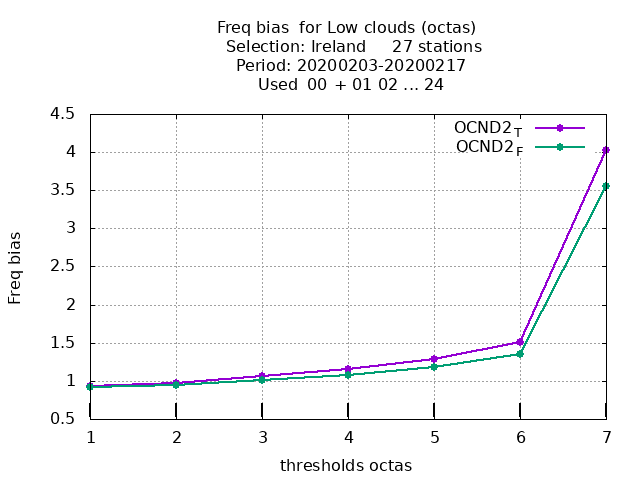 Freq bias  for Low clouds (octas)
Selection: Ireland     27 stations
Period: 20200203-20200217
Used  00  + 01 02 ... 24
4.5
4
3.5
3
2.5
2
1.5
1
0.5
Freq bias
OCND2T
OCND2F
1 2 3 4 5 6 7
thresholds octas